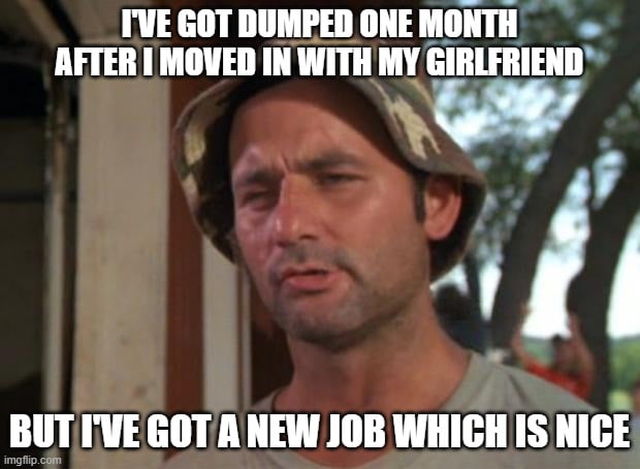 I'VE GOT DUMPED ONE MONTH
AFTER I MOVED IN WITH MY GIRLFRIEND
BUT I'VE GOT A NEW JOB WHICH IS NICE
imgflip.com